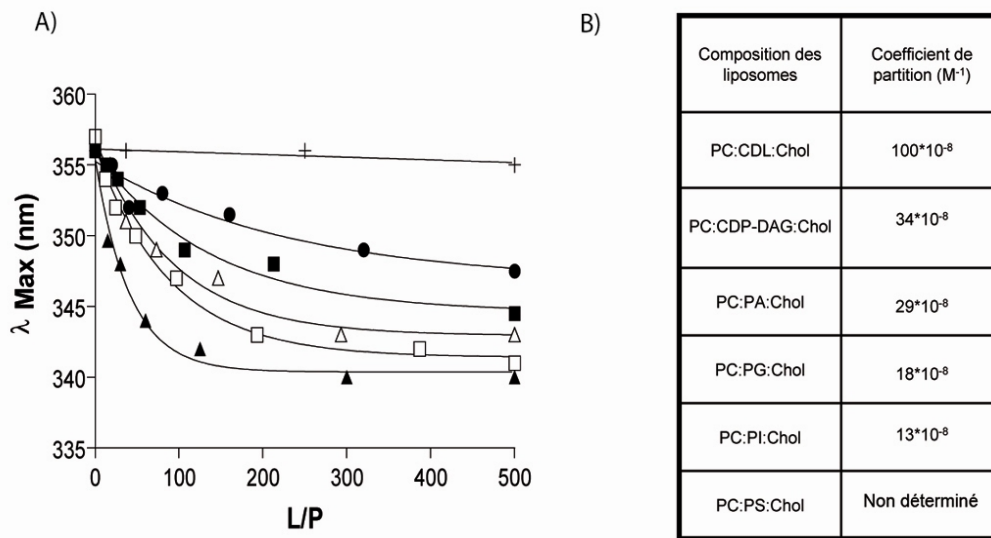 A)
360
355
350
345
340
335
λ Max (nm)
0
100
200
300
400
500
L/P
B)
Composition des
liposomes
Coefficient de
partition (M⁻¹)
PC:CDL:Chol
100*10⁻⁸
PC:CDP-DAG:Chol
34*10⁻⁸
PC:PA:Chol
29*10⁻⁸
PC:PG:Chol
18*10⁻⁸
PC:PI:Chol
13*10⁻⁸
PC:PS:Chol
Non déterminé